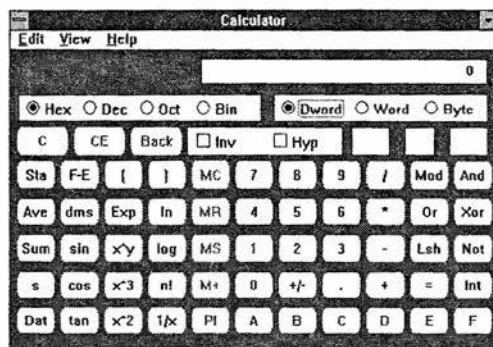 Calculator
Edit View Help
0
Hex Dec Oct Bin Dword Word Byte
C CE Back Inv Hyp
Sta F-E ( ) MC 7 8 9 / Mod And
Ave dms Exp ln MR 4 5 6 * Or Xor
Sum sin x^y log MS 1 2 3 - Lsh Not
s cos x^3 n! M+ 0 +/- . + = Int
Dat tan x^2 1/x PI A B C D E F